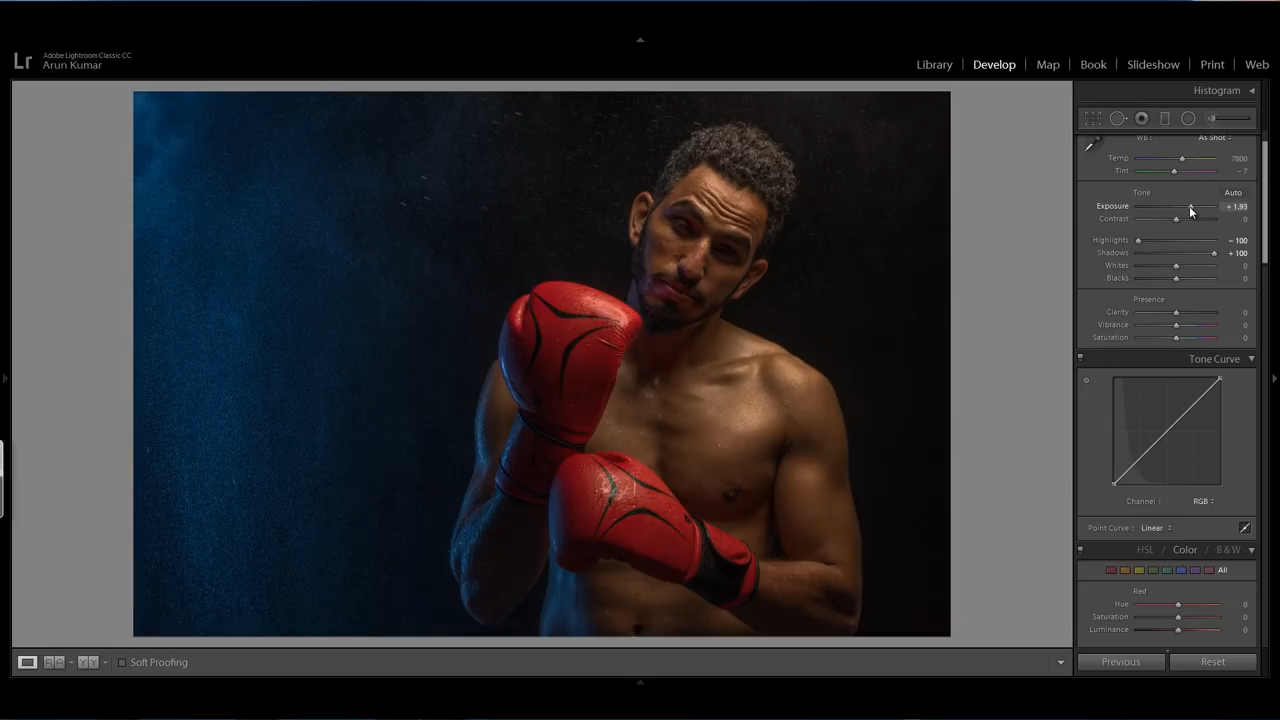 Lr
Adobe Lightroom Classic CC
Arun Kumar
Library | Develop | Map | Book | Slideshow | Print | Web
Histogram
WB : As Shot
Temp 7800
Tint - 7
Tone Auto
Exposure + 1.93
Contrast 0
Highlights - 100
Shadows + 100
Whites 0
Blacks 0
Presence
Clarity 0
Vibrance 0
Saturation 0
Tone Curve
Channel : RGB
Point Curve : Linear
HSL / Color / B & W
All
Red
Hue 0
Saturation 0
Luminance 0
RA YY Soft Proofing
Previous Reset